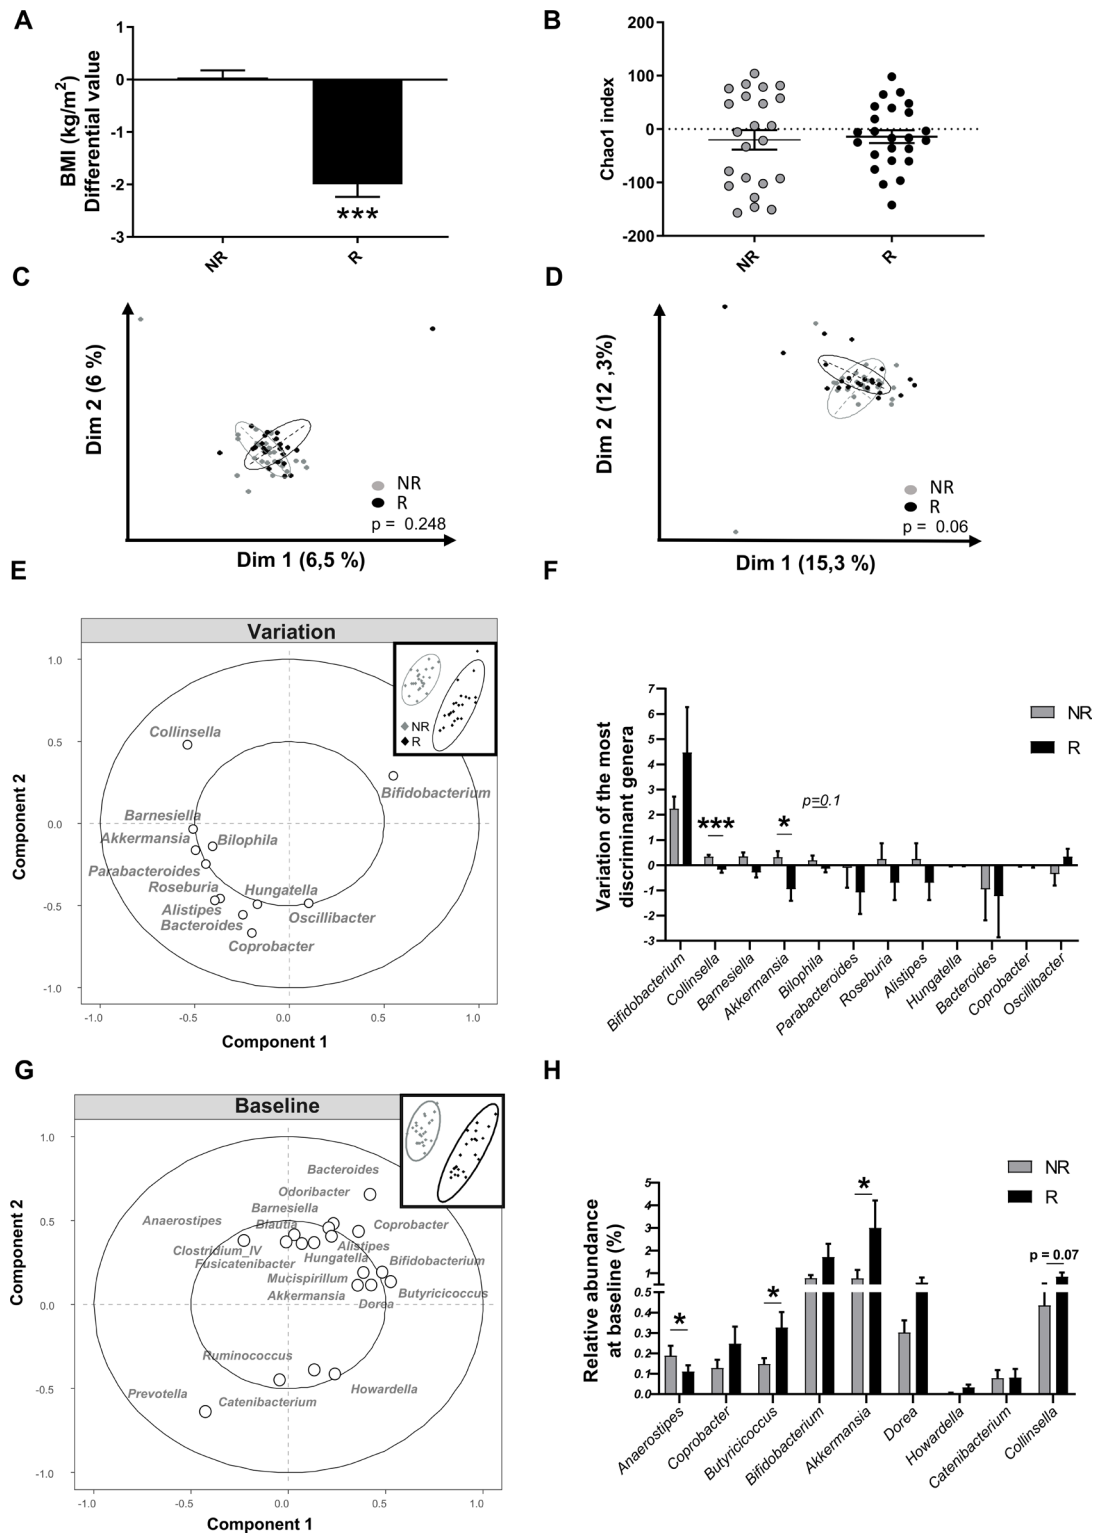 A
BMI (kg/m²)
Differential value
1
0
-1
-2
-3
***
NR
R
B
Chao1 index
200
100
0
-100
-200
NR
R
C
Dim 2 (6 %)
NR
R
p = 0.248
Dim 1 (6,5 %)
D
Dim 2 (12 ,3%)
NR
R
p = 0.06
Dim 1 (15,3 %)
E
Variation
Component 2
1.0
0.5
0.0
-0.5
-1.0
NR
R
Collinsella
Bifidobacterium
Barnesiella
Akkermansia
Bilophila
Parabacteroides
Roseburia
Hungatella
Alistipes
Oscillibacter
Bacteroides
Coprobacter
-1.0
-0.5
0.0
0.5
1.0
Component 1
F
Variation of the most
discriminant genera
7
6
5
4
3
2
1
0
-1
-2
-3
NR
R
***
*
p=0.1
Bifidobacterium
Collinsella
Barnesiella
Akkermansia
Bilophila
Parabacteroides
Roseburia
Alistipes
Hungatella
Bacteroides
Coprobacter
Oscillibacter
G
Baseline
Component 2
1.0
0.5
0.0
-0.5
-1.0
Bacteroides
Odoribacter
Barnesiella
Anaerostipes
Blautia
Coprobacter
Alistipes
Clostridium_IV
Hungatella
Bifidobacterium
Fusicatenibacter
Mucispirillum
Butyricicoccus
Akkermansia
Dorea
Ruminococcus
Howardella
Prevotella
Catenibacterium
-1.0
-0.5
0.0
0.5
1.0
Component 1
H
Relative abundance
at baseline (%)
5
4
3
2
1
0.5
0.4
0.3
0.2
0.1
0.0
NR
R
*
*
*
p = 0.07
Anaerostipes
Coprobacter
Butyricicoccus
Bifidobacterium
Akkermansia
Dorea
Howardella
Catenibacterium
Collinsella